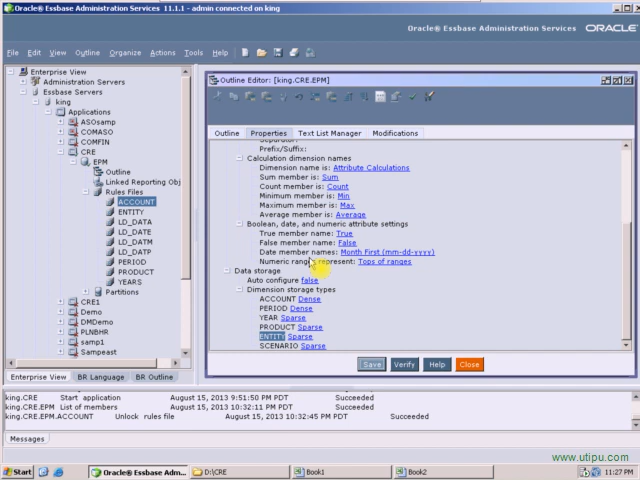 Oracle® Essbase Administration Services 11.1.1 - admin connected on king
Oracle® Essbase Administration Services ORACLE
File Edit View Outline Organize Actions Tools Help
Enterprise View
Administration Servers
Essbase Servers
king
Applications
ASOsamp
COMASO
COMFIN
CRE
EPM
Outline
Linked Reporting Obj
Rules Files
ACCOUNT
ENTITY
LD_DATA
LD_DATE
LD_DATM
LD_DATP
PERIOD
PRODUCT
YEARS
Partitions
CRE1
Demo
DMDemo
PLNBHR
samp1
Sampeast
Enterprise View BR Language BR Outline
Outline Editor: [king.CRE.EPM]
Outline Properties Text List Manager Modifications
Prefix/Suffix:
Calculation dimension names
Dimension name is: Attribute Calculations
Sum member is: Sum
Count member is: Count
Minimum member is: Min
Maximum member is: Max
Average member is: Average
Boolean, date, and numeric attribute settings
True member name: True
False member name: False
Date member names: Month First (mm-dd-yyyy)
Numeric ranges represent: Tops of ranges
Data storage
Auto configure false
Dimension storage types
ACCOUNT Dense
PERIOD Dense
YEAR Sparse
PRODUCT Sparse
ENTITY Sparse
SCENARIO Sparse
Save Verify Help Close
king.CRE Start application August 15, 2013 9:51:50 PM PDT Succeeded
king.CRE.EPM List of members August 15, 2013 10:32:11 PM PDT Succeeded
king.CRE.EPM.ACCOUNT Unlock rules file August 15, 2013 10:32:45 PM PDT Succeeded
Messages
www.utipu.com
Start Oracle® Essbase Adm... D:\CRE Book1 Book2 11:27 PM